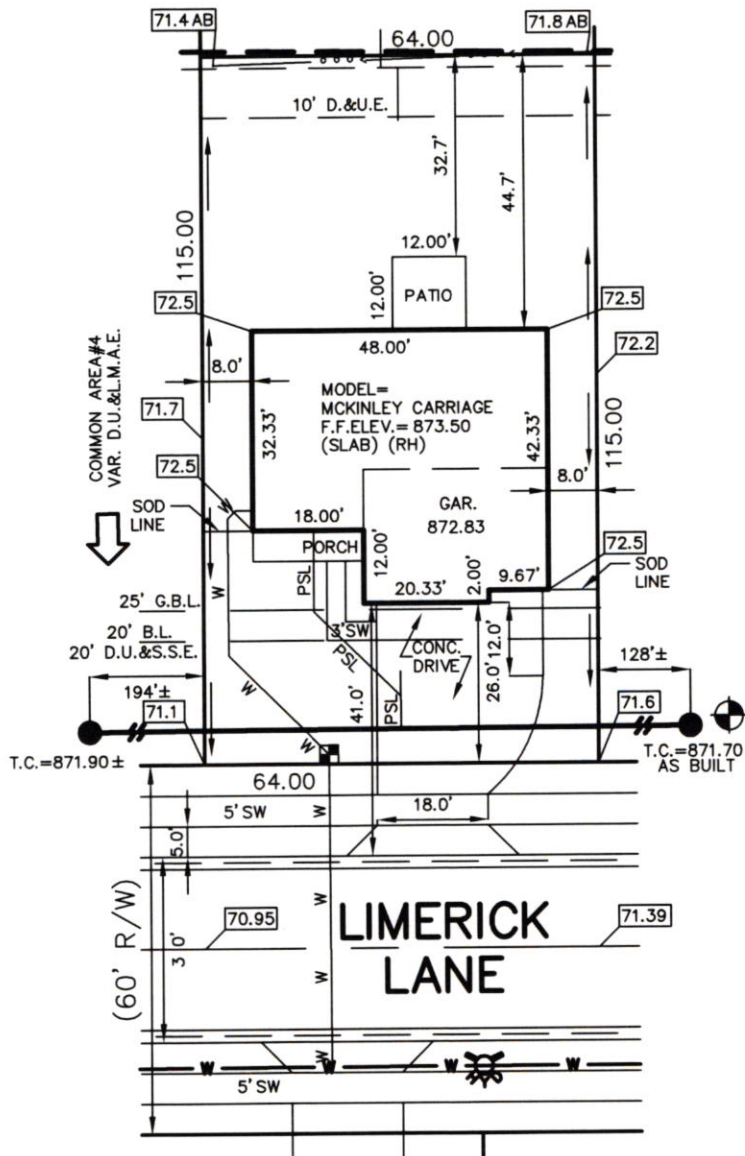 71.4 AB
64.00
71.8 AB
10' D.&U.E.
32.7'
44.7'
115.00
12.00'
12.00'
PATIO
72.5
72.5
48.00'
72.2
8.0'
COMMON AREA#4
VAR. D.U.&L.M.A.E.
MODEL=
MCKINLEY CARRIAGE
F.F.ELEV.= 873.50
(SLAB) (RH)
32.33'
42.33'
115.00
71.7
72.5
8.0'
GAR.
872.83
SOD
LINE
W
18.00'
PORCH
12.00'
PSL
20.33'
2.00'
9.67'
72.5
SOD
LINE
25' G.B.L.
W
3'SW
20' B.L.
20' D.U.&S.S.E.
PSL
CONC.
DRIVE
26.0'
12.0'
128'±
194'±
W
41.0'
PSL
71.1
71.6
W
T.C.=871.90±
T.C.=871.70
AS BUILT
64.00
W
18.0'
5'SW
5.0'
(60' R/W)
W
70.95
LIMERICK
LANE
71.39
3 0'
W
W
W
W
W
W
5'SW